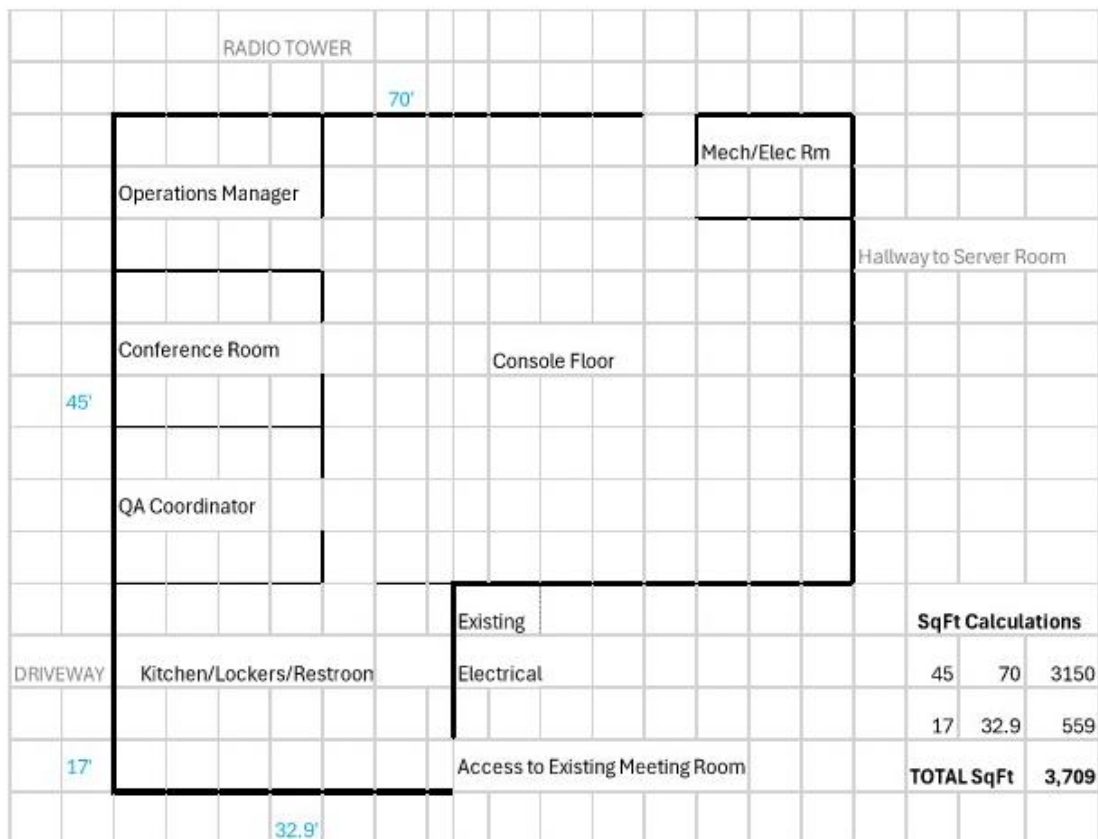 RADIO TOWER
70'
Mech/Elec Rm
Operations Manager
Hallway to Server Room
Conference Room
Console Floor
45'
QA Coordinator
Existing
SqFt Calculations
DRIVEWAY
Kitchen/Lockers/Restroon
Electrical
45 70 3150
17 32.9 559
17'
Access to Existing Meeting Room
TOTAL SqFt 3,709
32.9'